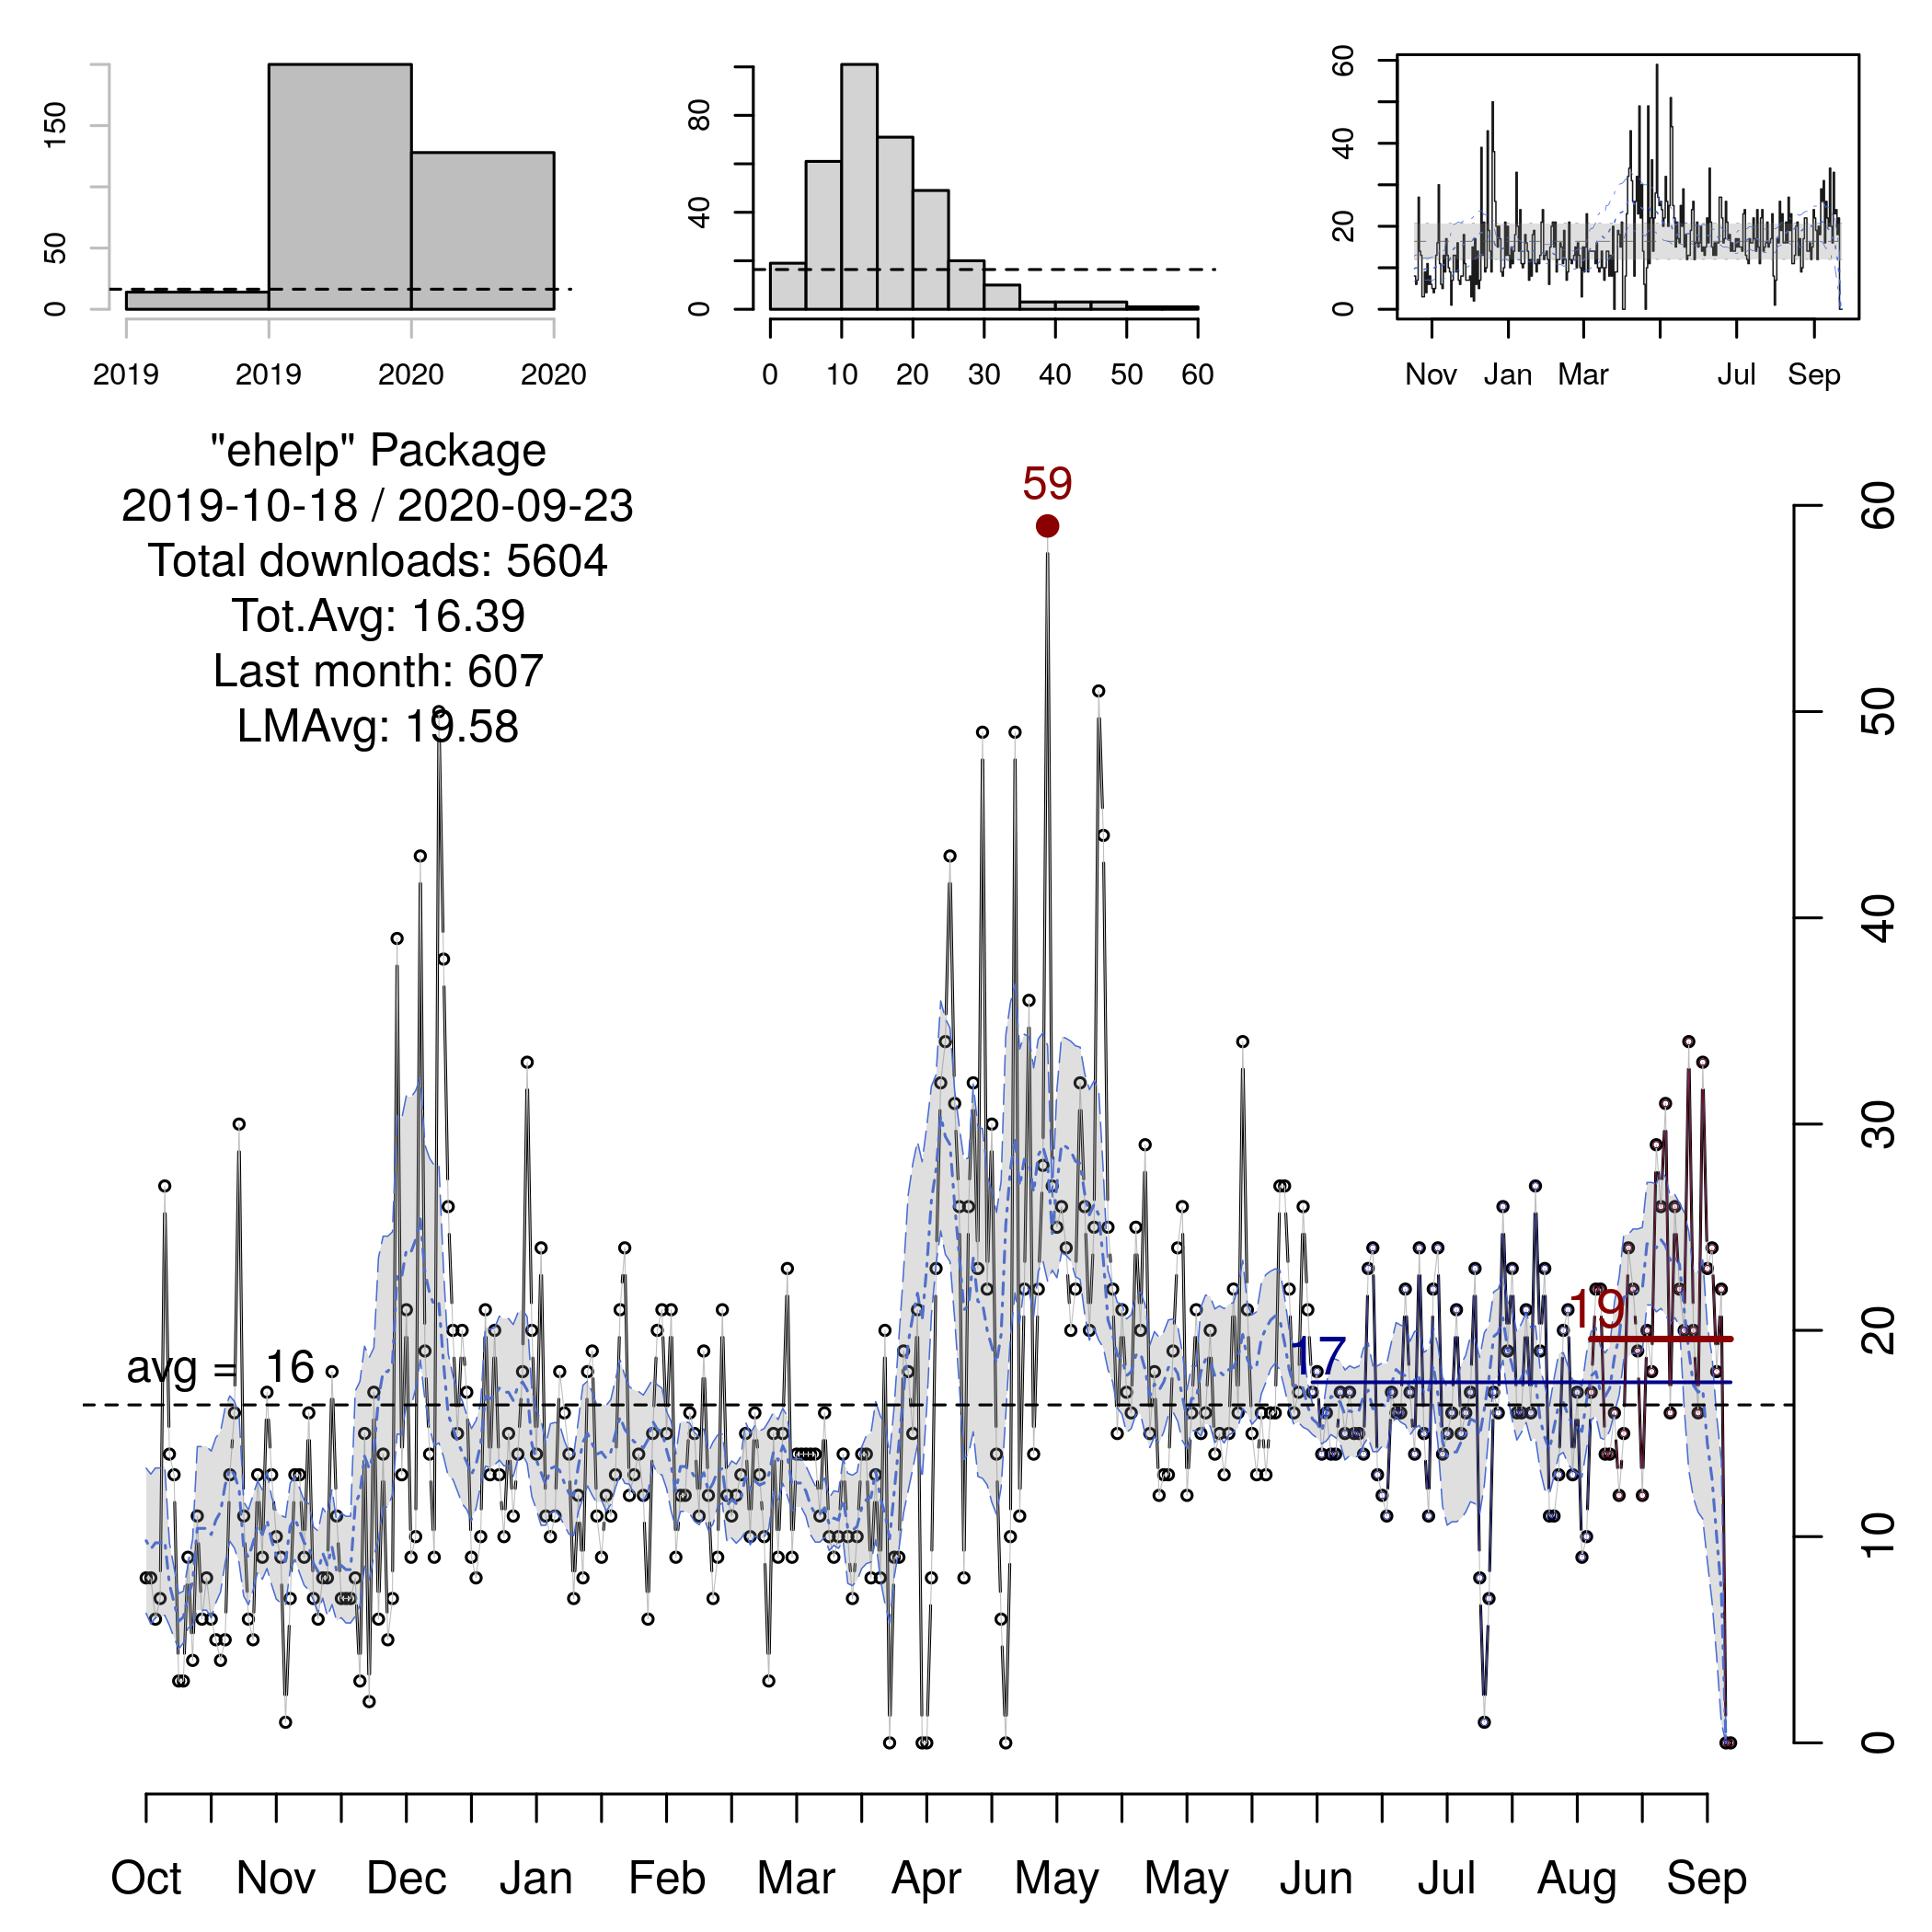 150
50
0
2019 2019 2020 2020
80
40
0
0 10 20 30 40 50 60
60
40
20
0
Nov Jan Mar Jul Sep
"ehelp" Package
2019-10-18 / 2020-09-23
Total downloads: 5604
Tot.Avg: 16.39
Last month: 607
LMAvg: 19.58
59
avg = 16
17
19
60
50
40
30
20
10
0
Oct Nov Dec Jan Feb Mar Apr May May Jun Jul Aug Sep